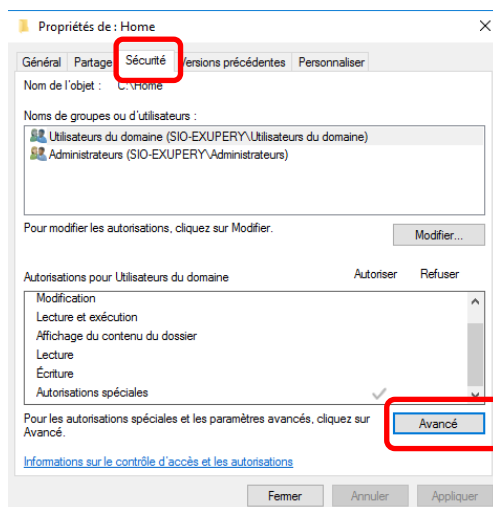 Propriétés de : Home
Général Partage Sécurité Versions précédentes Personnaliser
Nom de l'objet : C:\Home
Noms de groupes ou d'utilisateurs :
Utilisateurs du domaine (SIO-EXUPERY\Utilisateurs du domaine)
Administrateurs (SIO-EXUPERY\Administrateurs)
Pour modifier les autorisations, cliquez sur Modifier.
Modifier...
Autorisations pour Utilisateurs du domaine Autoriser Refuser
Modification
Lecture et exécution
Affichage du contenu du dossier
Lecture
Écriture
Autorisations spéciales
Pour les autorisations spéciales et les paramètres avancés, cliquez sur
Avancé.
Avancé
Informations sur le contrôle d'accès et les autorisations
Fermer Annuler Appliquer